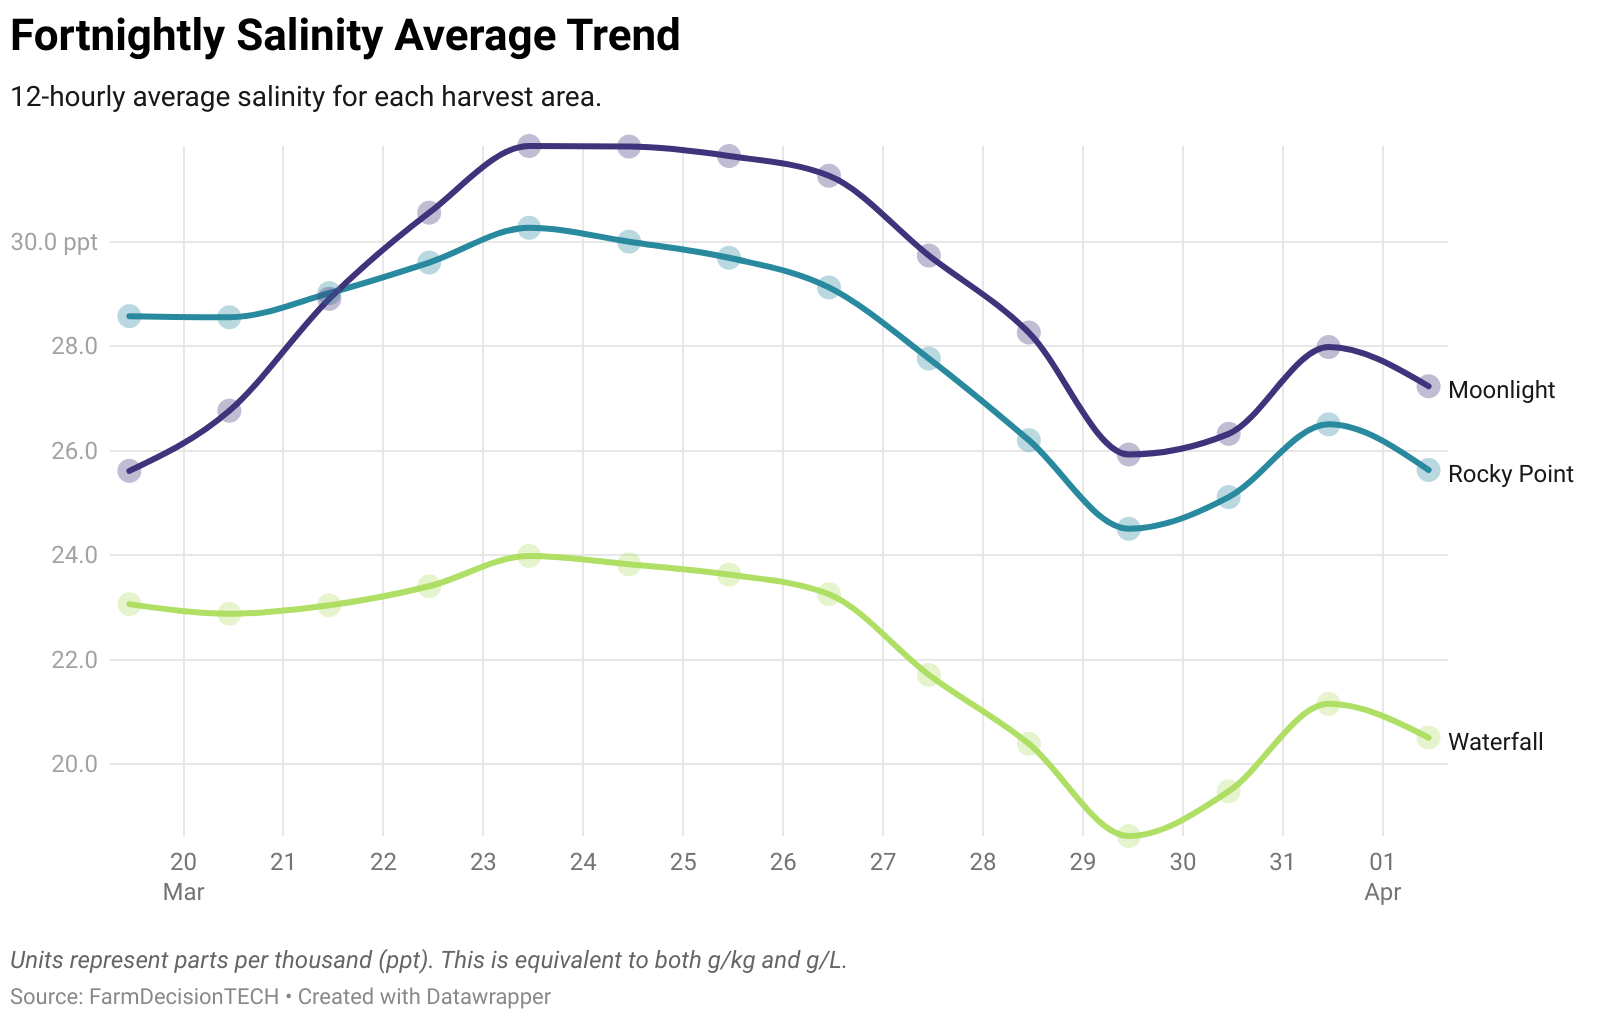 Fortnightly Salinity Average Trend
12-hourly average salinity for each harvest area.
30.0 ppt
28.0
26.0
24.0
22.0
20.0
Moonlight
Rocky Point
Waterfall
20 21 22 23 24 25 26 27 28 29 30 31 01
Mar Apr
Units represent parts per thousand (ppt). This is equivalent to both g/kg and g/L.
Source: FarmDecisionTECH • Created with Datawrapper